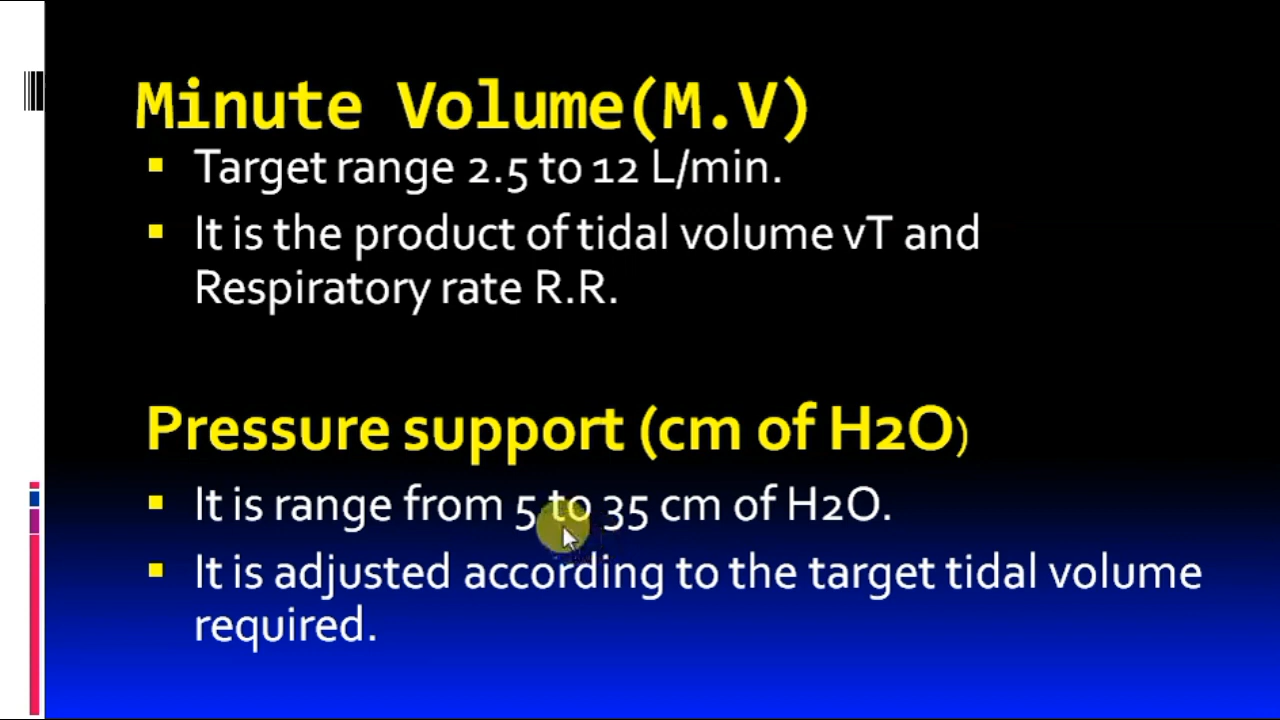 Minute Volume(M.V)
Target range 2.5 to 12 L/min.
It is the product of tidal volume vT and
Respiratory rate R.R.
Pressure support (cm of H2O)
It is range from 5 to 35 cm of H2O.
It is adjusted according to the target tidal volume
required.